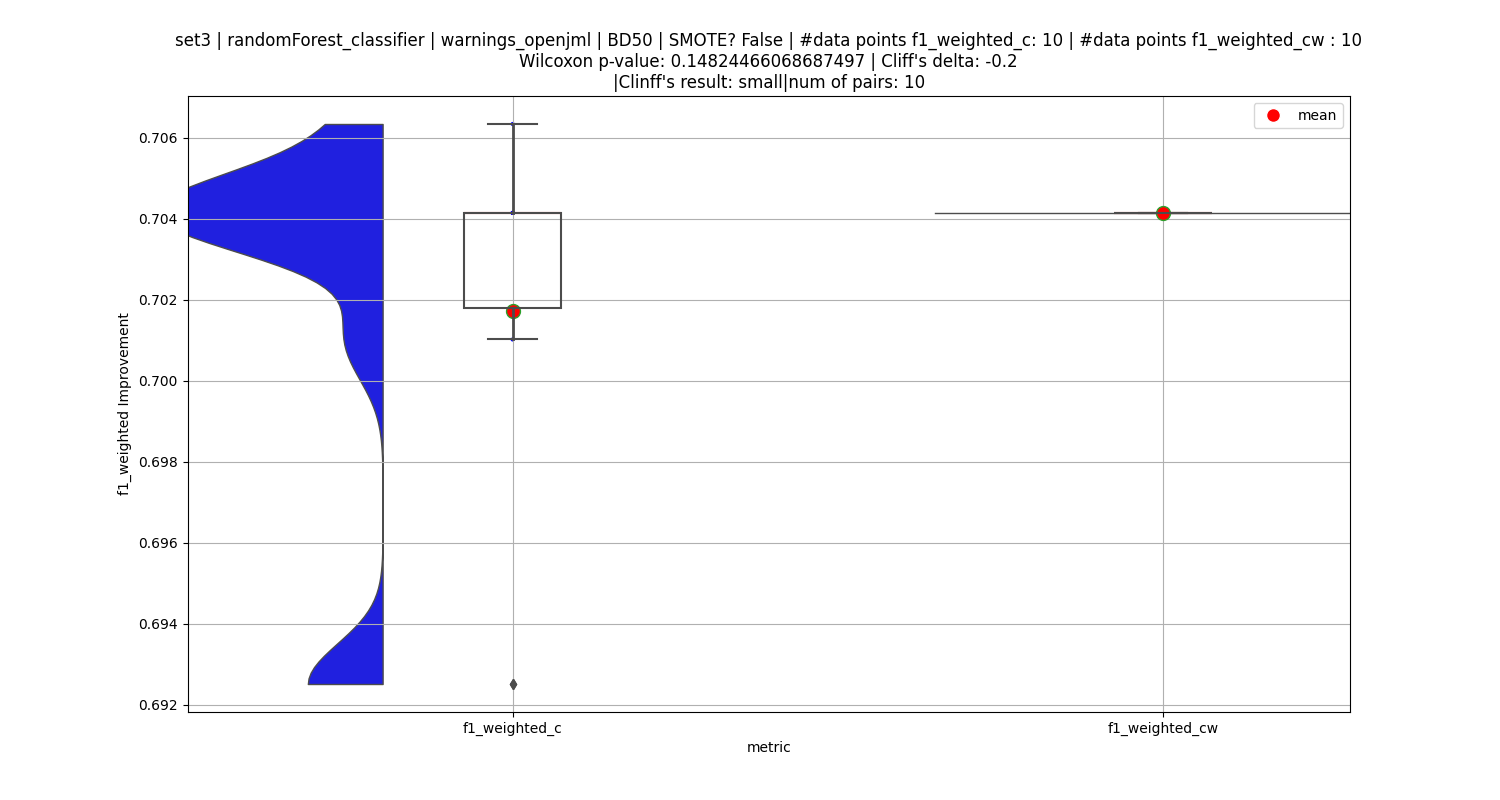 set3 | randomForest_classifier | warnings_openjml | BD50 | SMOTE? False | #data points f1_weighted_c: 10 | #data points f1_weighted_cw : 10
Wilcoxon p-value: 0.14824466068687497 | Cliff's delta: -0.2
|Clinff's result: small|num of pairs: 10
mean
0.706
0.704
0.702
0.700
0.698
0.696
0.694
0.692
f1_weighted Improvement
f1_weighted_c
f1_weighted_cw
metric